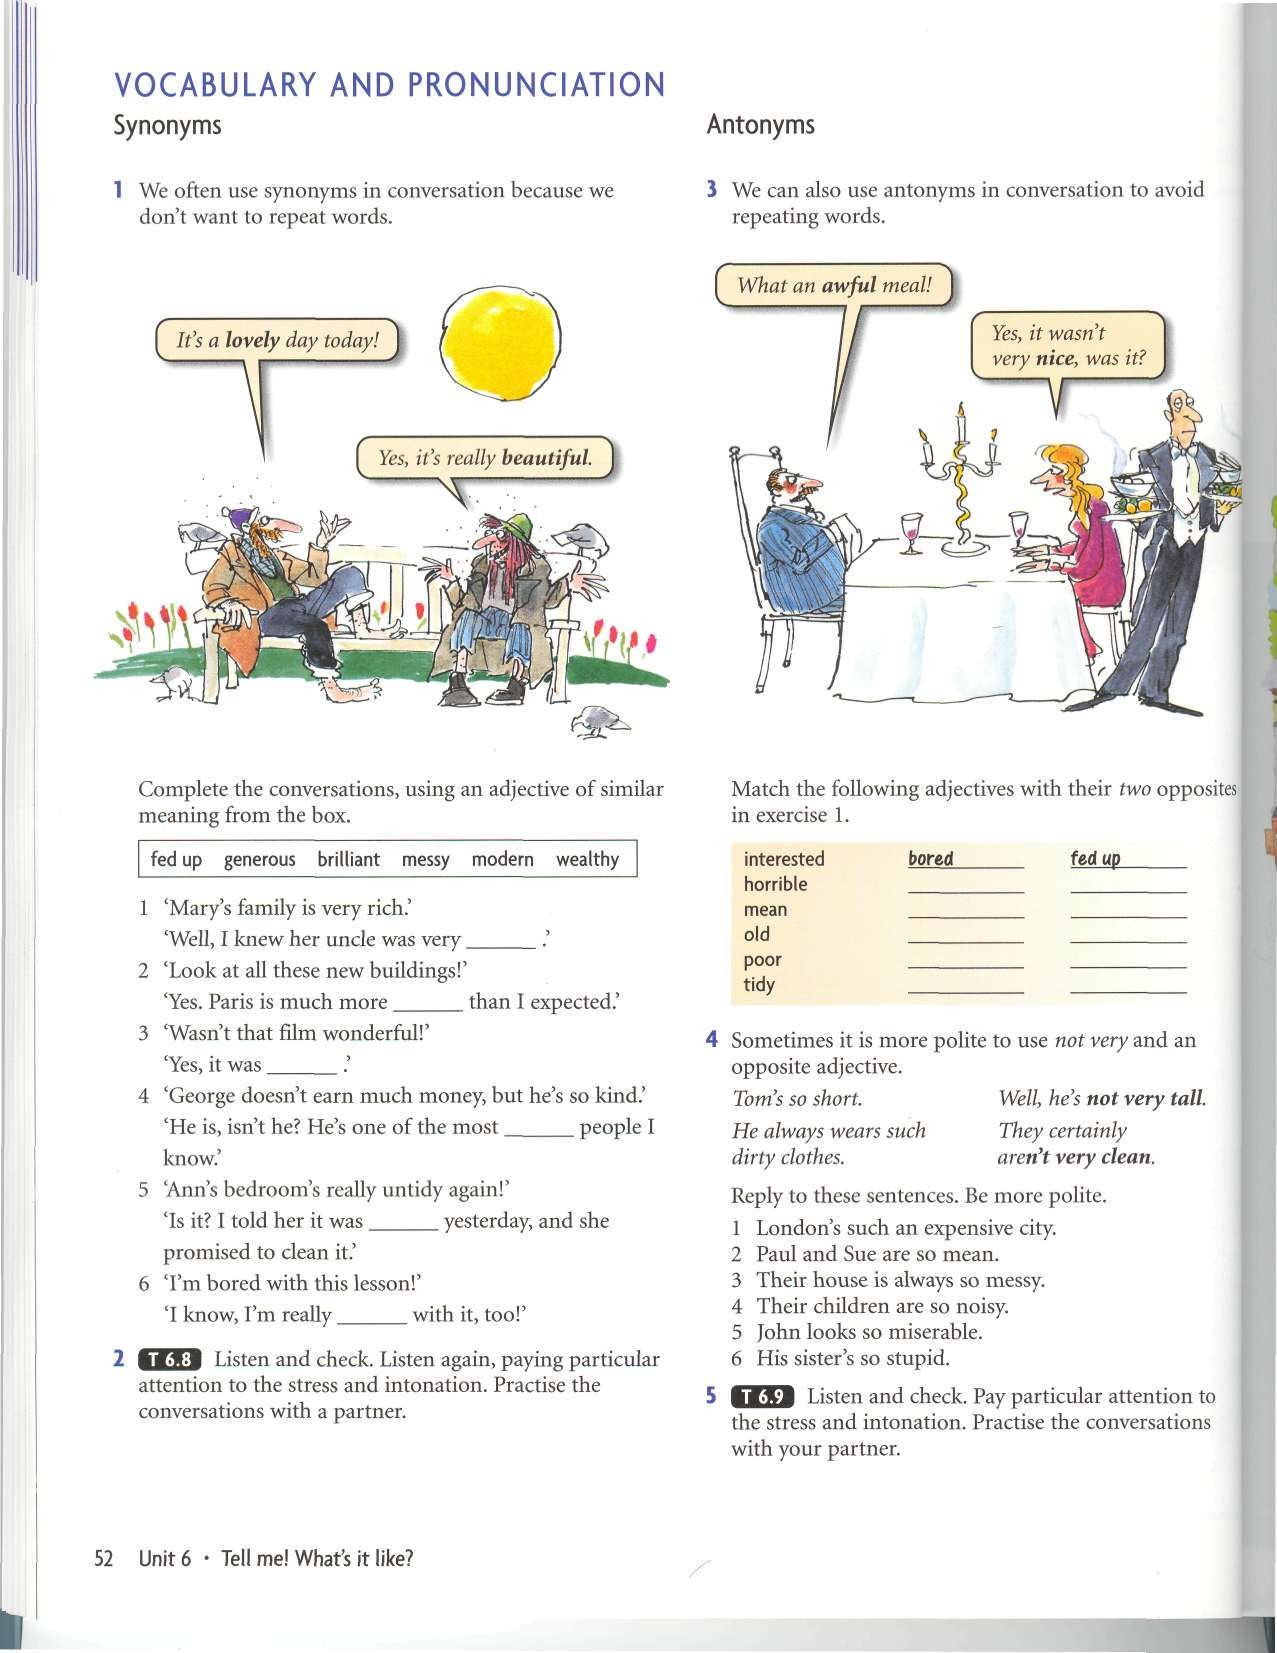 VOCABULARY AND PRONUNCIATION
Synonyms
1 We often use synonyms in conversation because we
don't want to repeat words.
It's a lovely day today!
Yes, it's really beautiful.
Complete the conversations, using an adjective of similar
meaning from the box.
fed up generous brilliant messy modern wealthy
1 'Mary's family is very rich.'
'Well, I knew her uncle was very ______ .'
2 'Look at all these new buildings!'
'Yes. Paris is much more ______ than I expected.'
3 'Wasn't that film wonderful!'
'Yes, it was ______ .'
4 'George doesn't earn much money, but he's so kind.'
'He is, isn't he? He's one of the most ______ people I
know.'
5 'Ann's bedroom's really untidy again!'
'Is it? I told her it was ______ yesterday, and she
promised to clean it.'
6 'I'm bored with this lesson!'
'I know, I'm really ______ with it, too!'
2 T 6.8 Listen and check. Listen again, paying particular
attention to the stress and intonation. Practise the
conversations with a partner.
Antonyms
3 We can also use antonyms in conversation to avoid
repeating words.
What an awful meal!
Yes, it wasn't
very nice, was it?
Match the following adjectives with their two opposites
in exercise 1.
interested bored fed up
horrible
mean
old
poor
tidy
4 Sometimes it is more polite to use not very and an
opposite adjective.
Tom's so short. Well, he's not very tall.
He always wears such They certainly
dirty clothes. aren't very clean.
Reply to these sentences. Be more polite.
1 London's such an expensive city.
2 Paul and Sue are so mean.
3 Their house is always so messy.
4 Their children are so noisy.
5 John looks so miserable.
6 His sister's so stupid.
5 T 6.9 Listen and check. Pay particular attention to
the stress and intonation. Practise the conversations
with your partner.
52 Unit 6 • Tell me! What's it like?